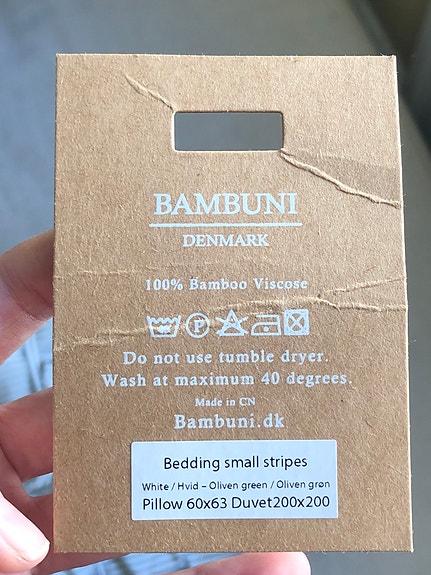 BAMBUNI
DENMARK
100% Bamboo Viscose
P
Do not use tumble dryer.
Wash at maximum 40 degrees.
Made in CN
Bambuni.dk
Bedding small stripes
White / Hvid – Oliven green / Oliven grøn
Pillow 60x63 Duvet200x200